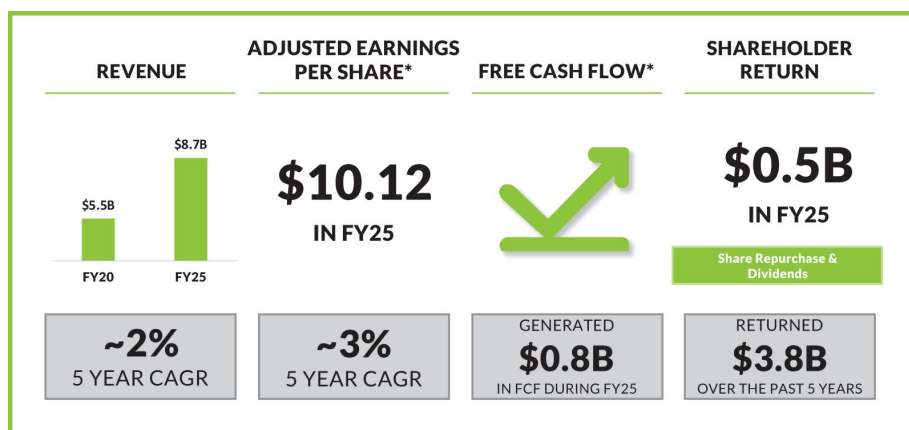 REVENUE
$8.7B
$5.5B
FY20 FY25
~2%
5 YEAR CAGR
ADJUSTED EARNINGS
PER SHARE*
$10.12
IN FY25
~3%
5 YEAR CAGR
FREE CASH FLOW*
GENERATED
$0.8B
IN FCF DURING FY25
SHAREHOLDER
RETURN
$0.5B
IN FY25
Share Repurchase &
Dividends
RETURNED
$3.8B
OVER THE PAST 5 YEARS